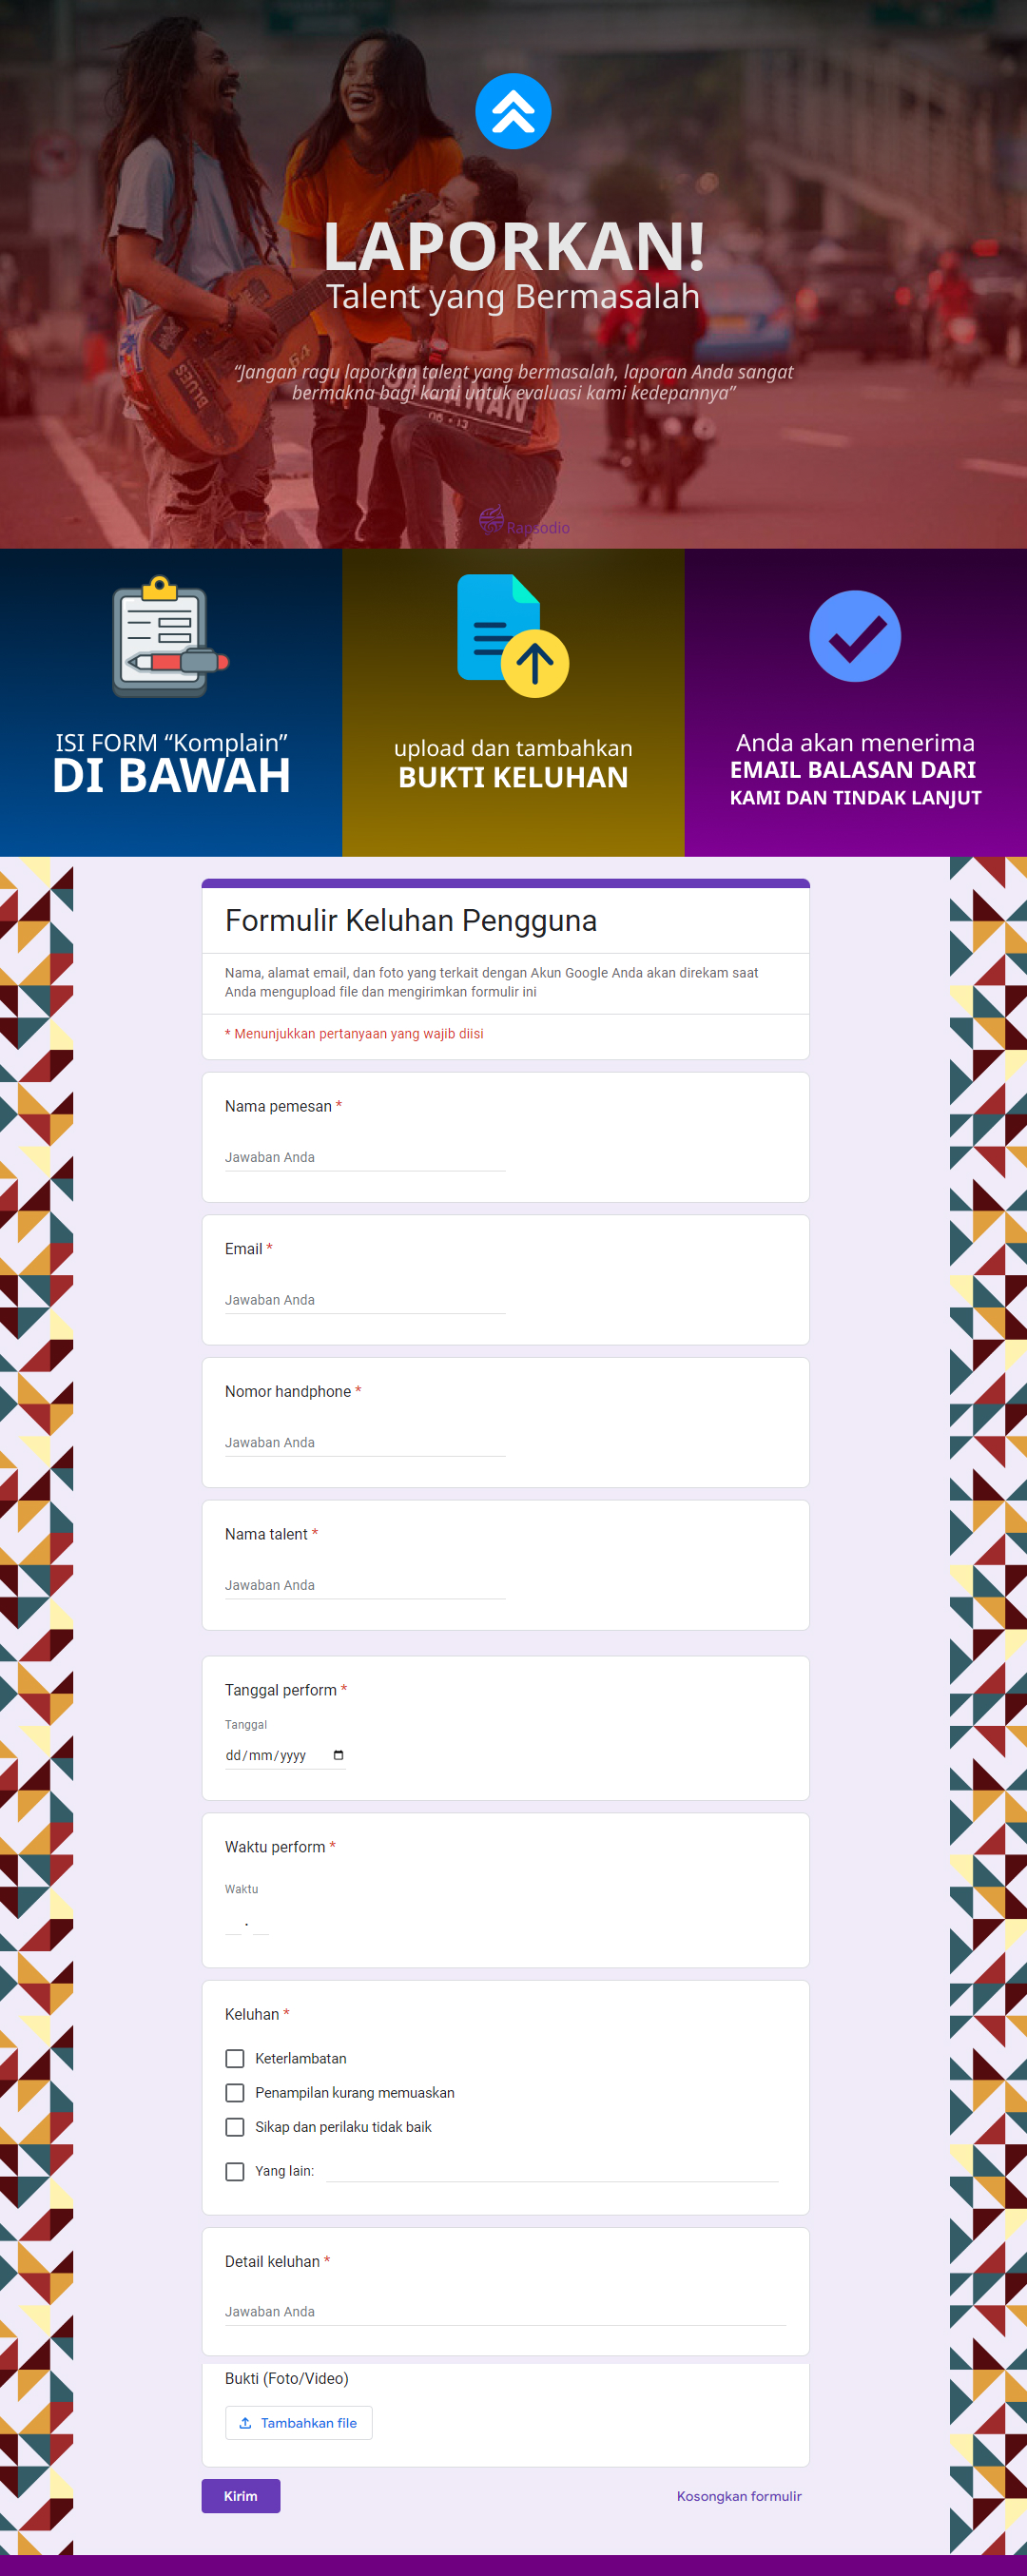 LAPORKAN!
Talent yang Bermasalah
“Jangan ragu laporkan talent yang bermasalah, laporan Anda sangat
bermakna bagi kami untuk evaluasi kami kedepannya”
BLUES
64
06 · 13
Rapsodio
ISI FORM “Komplain”
DI BAWAH
upload dan tambahkan
BUKTI KELUHAN
Anda akan menerima
EMAIL BALASAN DARI
KAMI DAN TINDAK LANJUT
Formulir Keluhan Pengguna
Nama, alamat email, dan foto yang terkait dengan Akun Google Anda akan direkam saat
Anda mengupload file dan mengirimkan formulir ini
* Menunjukkan pertanyaan yang wajib diisi
Nama pemesan *
Jawaban Anda
Email *
Jawaban Anda
Nomor handphone *
Jawaban Anda
Nama talent *
Jawaban Anda
Tanggal perform *
Tanggal
dd/mm/yyyy
Waktu perform *
Waktu
Keluhan *
Keterlambatan
Penampilan kurang memuaskan
Sikap dan perilaku tidak baik
Yang lain:
Detail keluhan *
Jawaban Anda
Bukti (Foto/Video)
Tambahkan file
Kirim
Kosongkan formulir